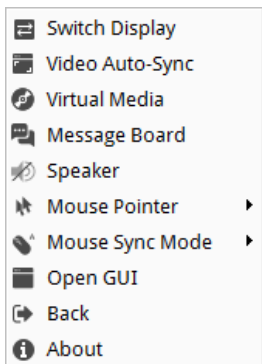 Switch Display
Video Auto-Sync
Virtual Media
Message Board
Speaker
Mouse Pointer
Mouse Sync Mode
Open GUI
Back
About